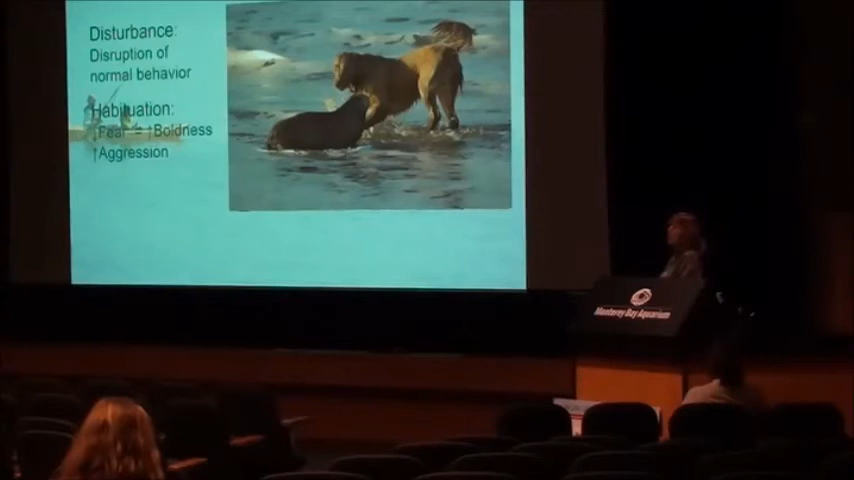 Disturbance:
Disruption of
normal behavior
Habituation:
↓Fear = ↑Boldness
↑Aggression
Monterey Bay Aquarium